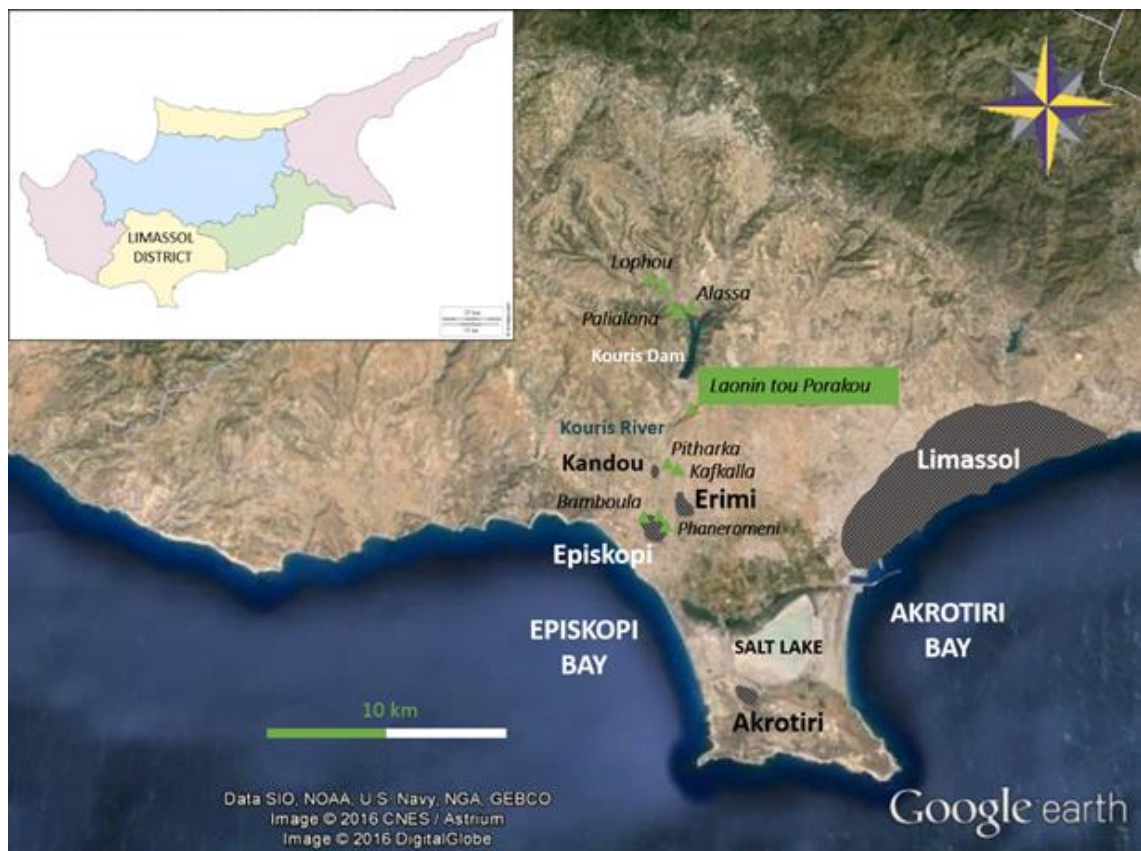 LIMASSOL
DISTRICT
Lophou
Alassa
Palialona
Kouris Dam
Laonin tou Porakou
Kouris River
Pitharka
Kandou
Kafkalla
Limassol
Erimi
Bamboula
Phaneromeni
Episkopi
EPISKOPI
BAY
AKROTIRI
BAY
SALT LAKE
Akrotiri
10 km
Data SIO, NOAA, U.S. Navy, NGA, GEBCO
Image © 2016 CNES / Astrium
Image © 2016 DigitalGlobe
Google earth